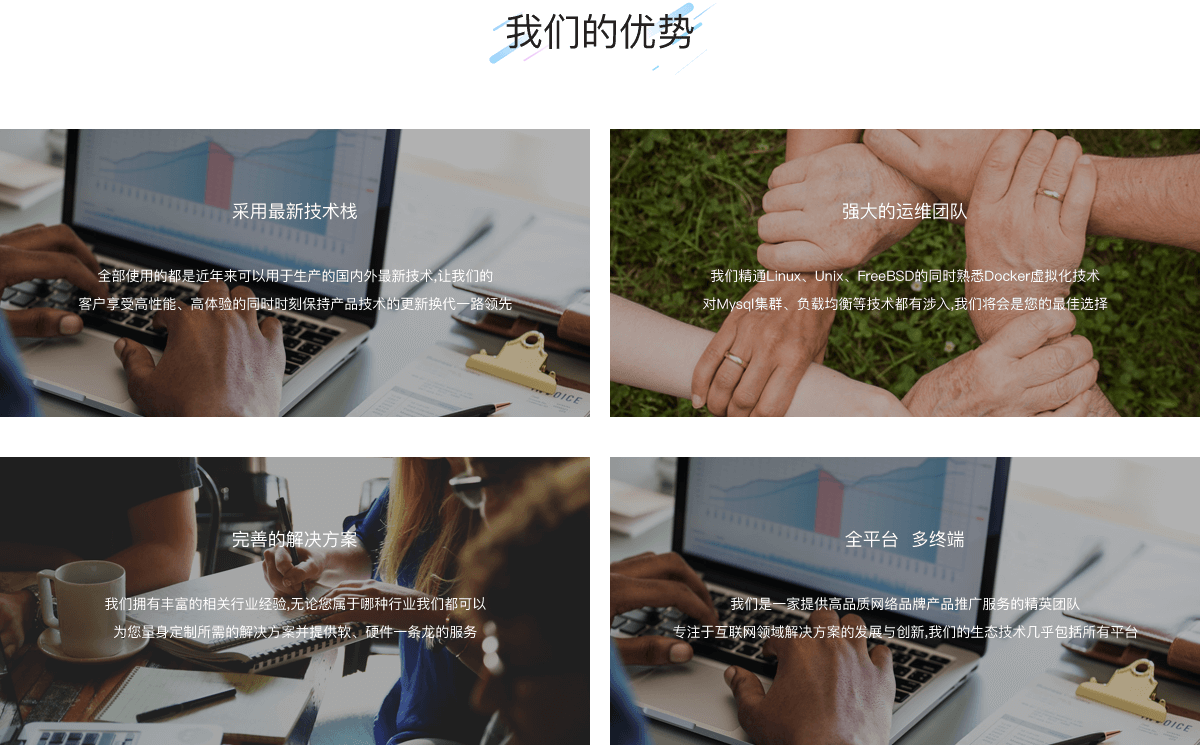 我们的优势
采用最新技术栈
全部使用的都是近年来可以用于生产的国内外最新技术,让我们的
客户享受高性能、高体验的同时时刻保持产品技术的更新换代一路领先
INVOICE
强大的运维团队
我们精通Linux、Unix、FreeBSD的同时熟悉Docker虚拟化技术
对Mysql集群、负载均衡等技术都有涉入,我们将会是您的最佳选择
完善的解决方案
我们拥有丰富的相关行业经验,无论您属于哪种行业我们都可以
为您量身定制所需的解决方案并提供软、硬件一条龙的服务
全平台 多终端
我们是一家提供高品质网络品牌产品推广服务的精英团队
专注于互联网领域解决方案的发展与创新,我们的生态技术几乎包括所有平台
INVOICE